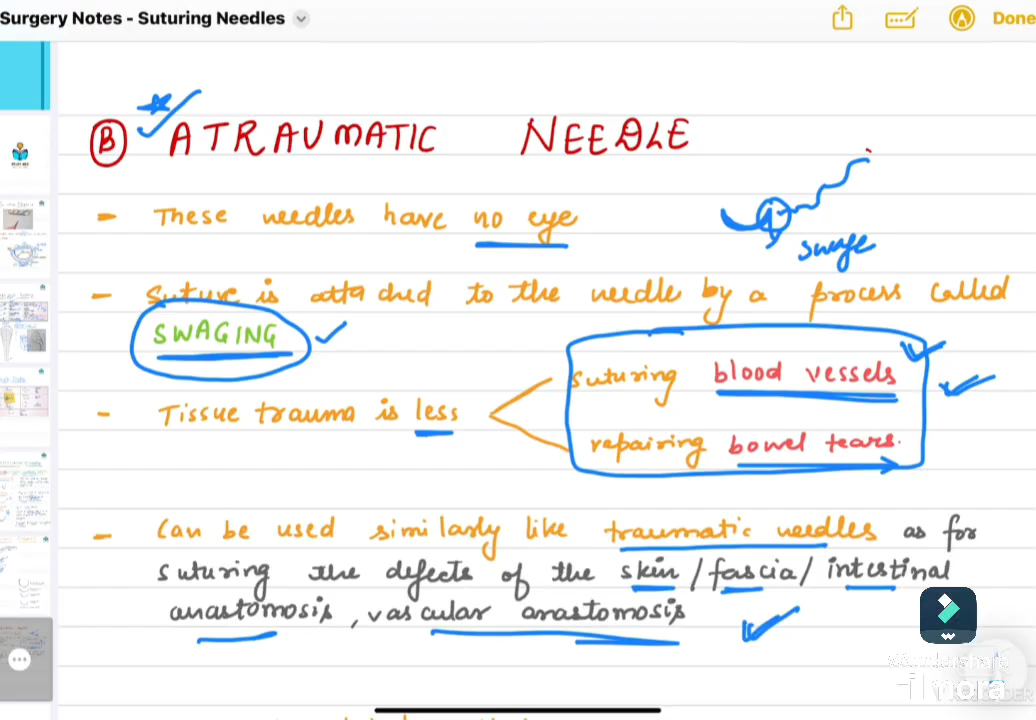 Surgery Notes - Suturing Needles
Done
B ATRAUMATIC NEEDLE
- These needles have no eye
swage
- Suture is attached to the needle by a process called
SWAGING
suturing blood vessels
- Tissue trauma is less
repairing bowel tears.
- Can be used similarly like traumatic needles as for
suturing the defects of the skin / fascia / intestinal
anastomosis, vascular anastomosis
Filmora